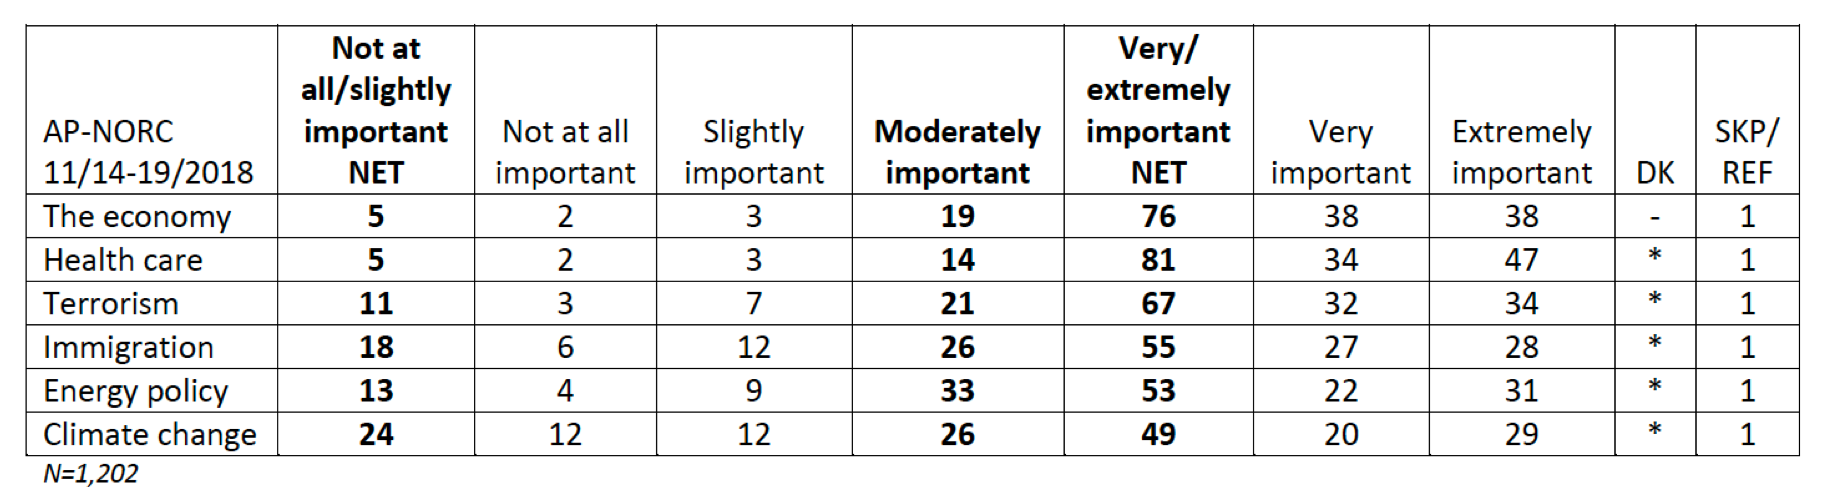 AP-NORC 11/14-19/2018 | Not at all/slightly important NET | Not at all important | Slightly important | Moderately important | Very/ extremely important NET | Very important | Extremely important | DK | SKP/ REF
The economy | 5 | 2 | 3 | 19 | 76 | 38 | 38 | - | 1
Health care | 5 | 2 | 3 | 14 | 81 | 34 | 47 | * | 1
Terrorism | 11 | 3 | 7 | 21 | 67 | 32 | 34 | * | 1
Immigration | 18 | 6 | 12 | 26 | 55 | 27 | 28 | * | 1
Energy policy | 13 | 4 | 9 | 33 | 53 | 22 | 31 | * | 1
Climate change | 24 | 12 | 12 | 26 | 49 | 20 | 29 | * | 1
N=1,202